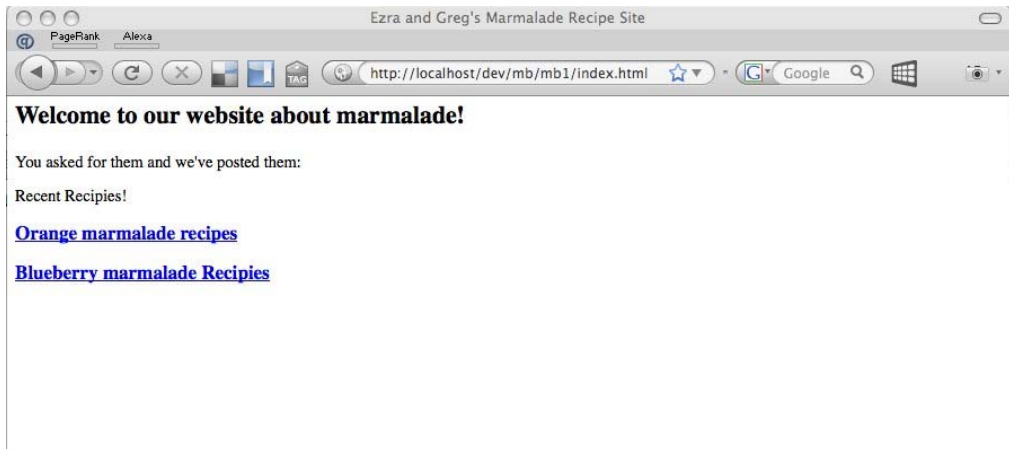 Ezra and Greg's Marmalade Recipe Site
PageRank Alexa
TAG http://localhost/dev/mb/mb1/index.html G Google
Welcome to our website about marmalade!
You asked for them and we've posted them:
Recent Recipies!
Orange marmalade recipes
Blueberry marmalade Recipies